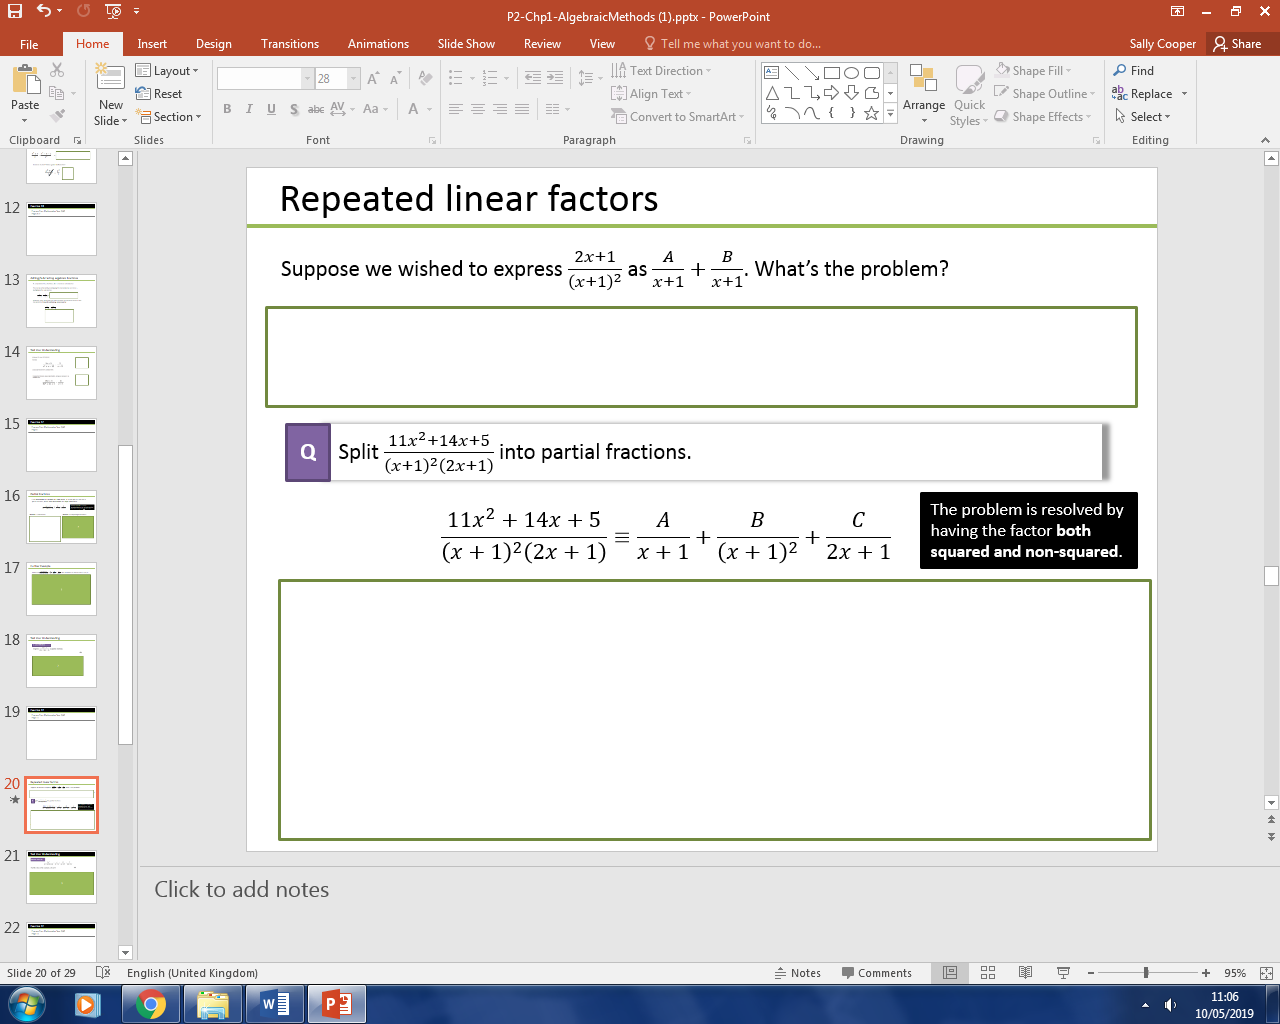 P2-Chp1-AlgebraicMethods (1).pptx - PowerPoint
File Home Insert Design Transitions Animations Slide Show Review View Tell me what you want to do... Sally Cooper Share
Paste
New Slide
Layout
Reset
Section
28
B I U S abc AV Aa A
Text Direction
Align Text
Convert to SmartArt
Arrange
Quick Styles
Shape Fill
Shape Outline
Shape Effects
Find
Replace
Select
Clipboard Slides Font Paragraph Drawing Editing
12
13
14
15
16
17
18
19
20
21
22
Repeated linear factors
Suppose we wished to express (2x+1)/(x+1)² as A/(x+1) + B/(x+1). What's the problem?
Q Split (11x²+14x+5)/((x+1)²(2x+1)) into partial fractions.
(11x² + 14x + 5)/((x + 1)²(2x + 1)) ≡ A/(x + 1) + B/(x + 1)² + C/(2x + 1)
The problem is resolved by
having the factor both
squared and non-squared.
Click to add notes
Slide 20 of 29 English (United Kingdom) Notes Comments 95%
11:06
10/05/2019